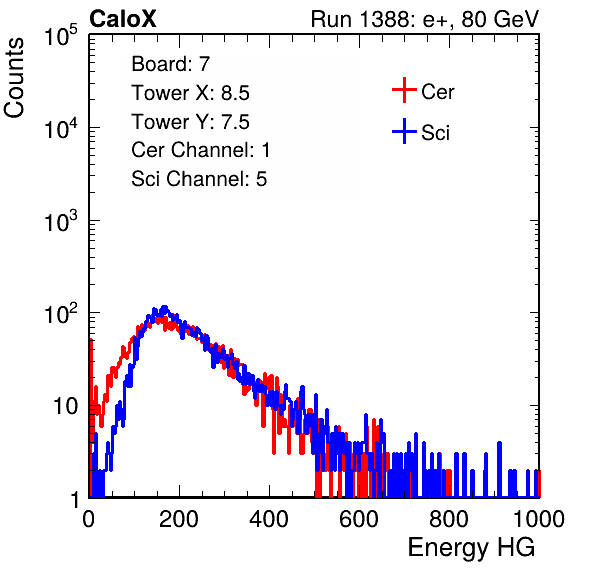 CaloX Run 1388: e+, 80 GeV
Counts
Board: 7
Tower X: 8.5
Tower Y: 7.5
Cer Channel: 1
Sci Channel: 5
Cer
Sci
10^5
10^4
10^3
10^2
10
1
0 200 400 600 800 1000
Energy HG